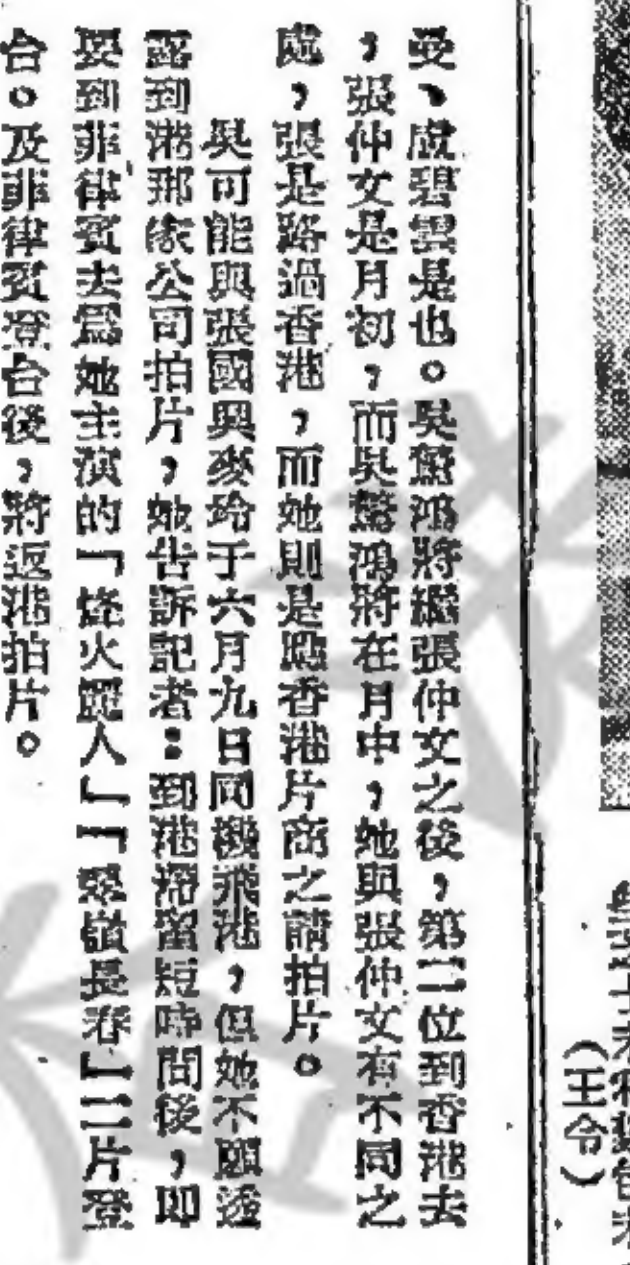 受、盛碧雲是也。吳驚鴻將繼張仲文之後，第二位到香港去
，張仲文是月初，而吳驚鴻將在月中，她與張仲文有不同之
處，張是路過香港，而她則是點香港片商之請拍片。
吳可能與張國興麥玲于六月九日同機飛港，但她不願透
露到港那家公司拍片，她告訴記者：到港滯留短時間後，即
要到菲律賓去爲她主演的「烽火麗人」「翠嶺長春」二片登
台。及菲律賓登台後，將返港拍片。
（王令）